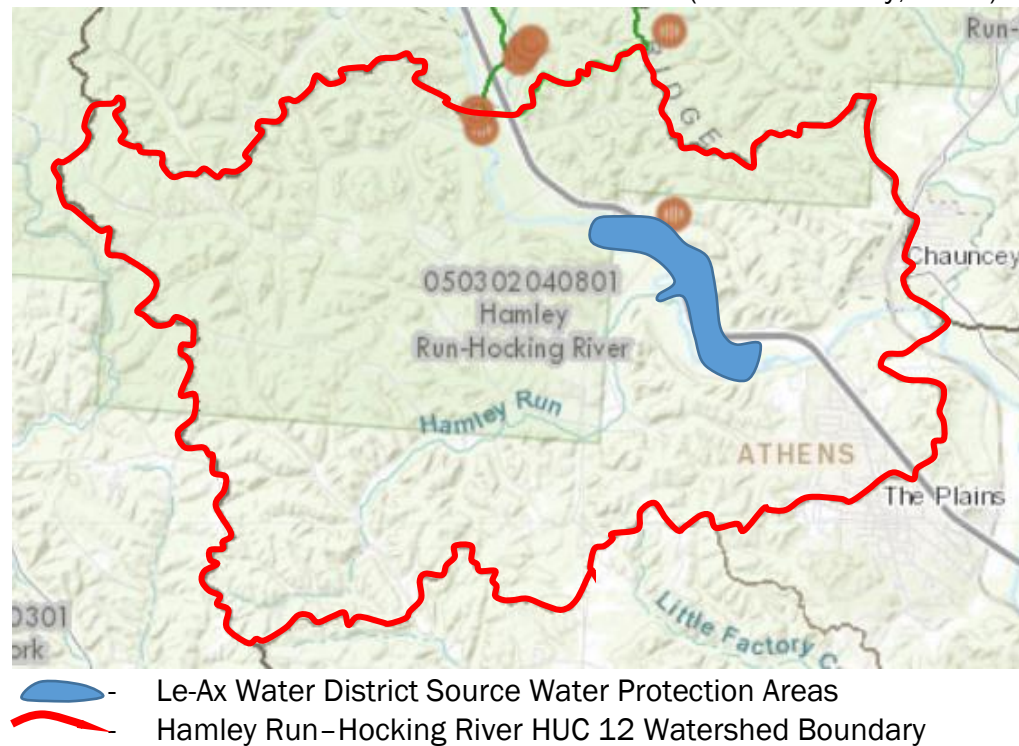 Run-
RIDGE
Chauncey
050302040801
Hamley
Run-Hocking River
Hamley Run
ATHENS
The Plains
Little Factory C
0301
ork
- Le-Ax Water District Source Water Protection Areas
- Hamley Run–Hocking River HUC 12 Watershed Boundary